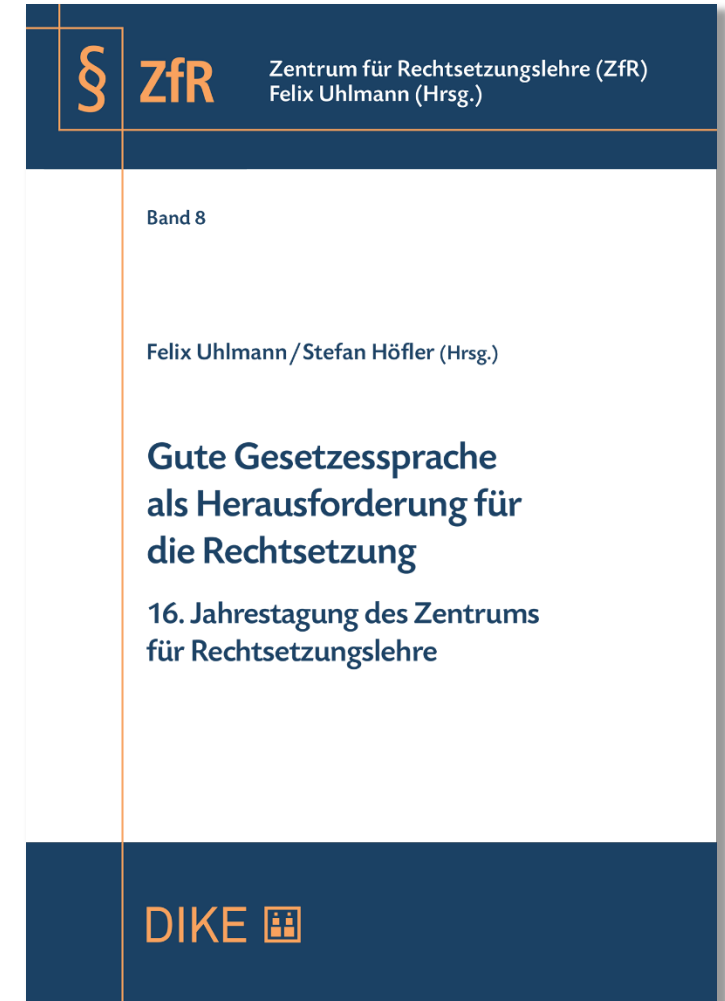 § ZfR Zentrum für Rechtsetzungslehre (ZfR)
Felix Uhlmann (Hrsg.)
Band 8
Felix Uhlmann/Stefan Höfler (Hrsg.)
Gute Gesetzessprache
als Herausforderung für
die Rechtsetzung
16. Jahrestagung des Zentrums
für Rechtsetzungslehre
DIKE